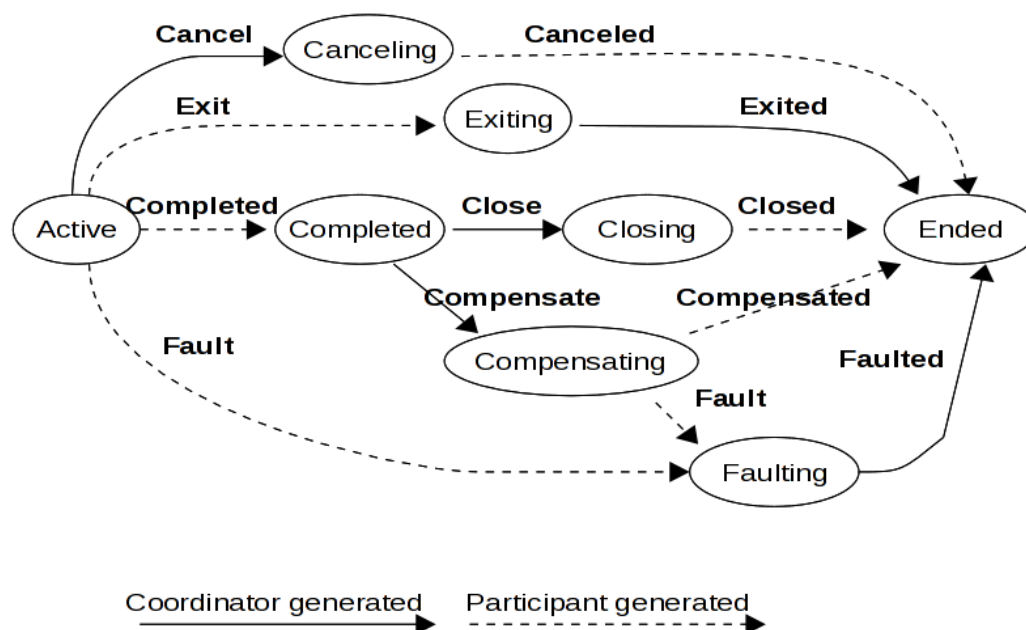 Cancel
Canceling
Canceled
Exit
Exiting
Exited
Active
Completed
Completed
Close
Closing
Closed
Ended
Compensate
Compensated
Compensating
Fault
Fault
Faulted
Faulting
Coordinator generated
Participant generated